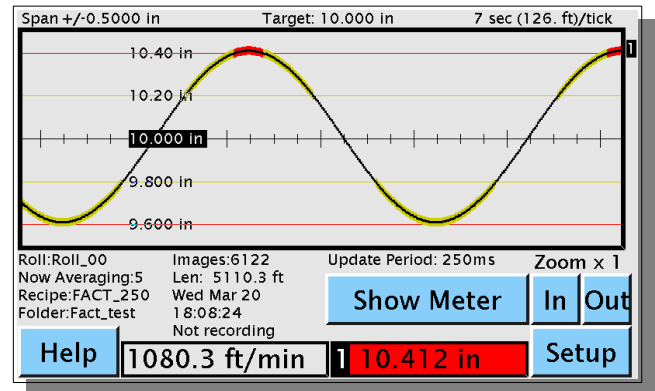 Span +/-0.5000 in Target: 10.000 in 7 sec (126. ft)/tick
1
10.40 in
10.20 in
10.000 in
9.800 in
9.600 in
Roll:Roll_00 Images:6122 Update Period: 250ms Zoom x 1
Now Averaging:5 Len: 5110.3 ft
Recipe:FACT_250 Wed Mar 20 Show Meter In Out
Folder:Fact_test 18:08:24
Not recording
Help 1080.3 ft/min 1 10.412 in Setup